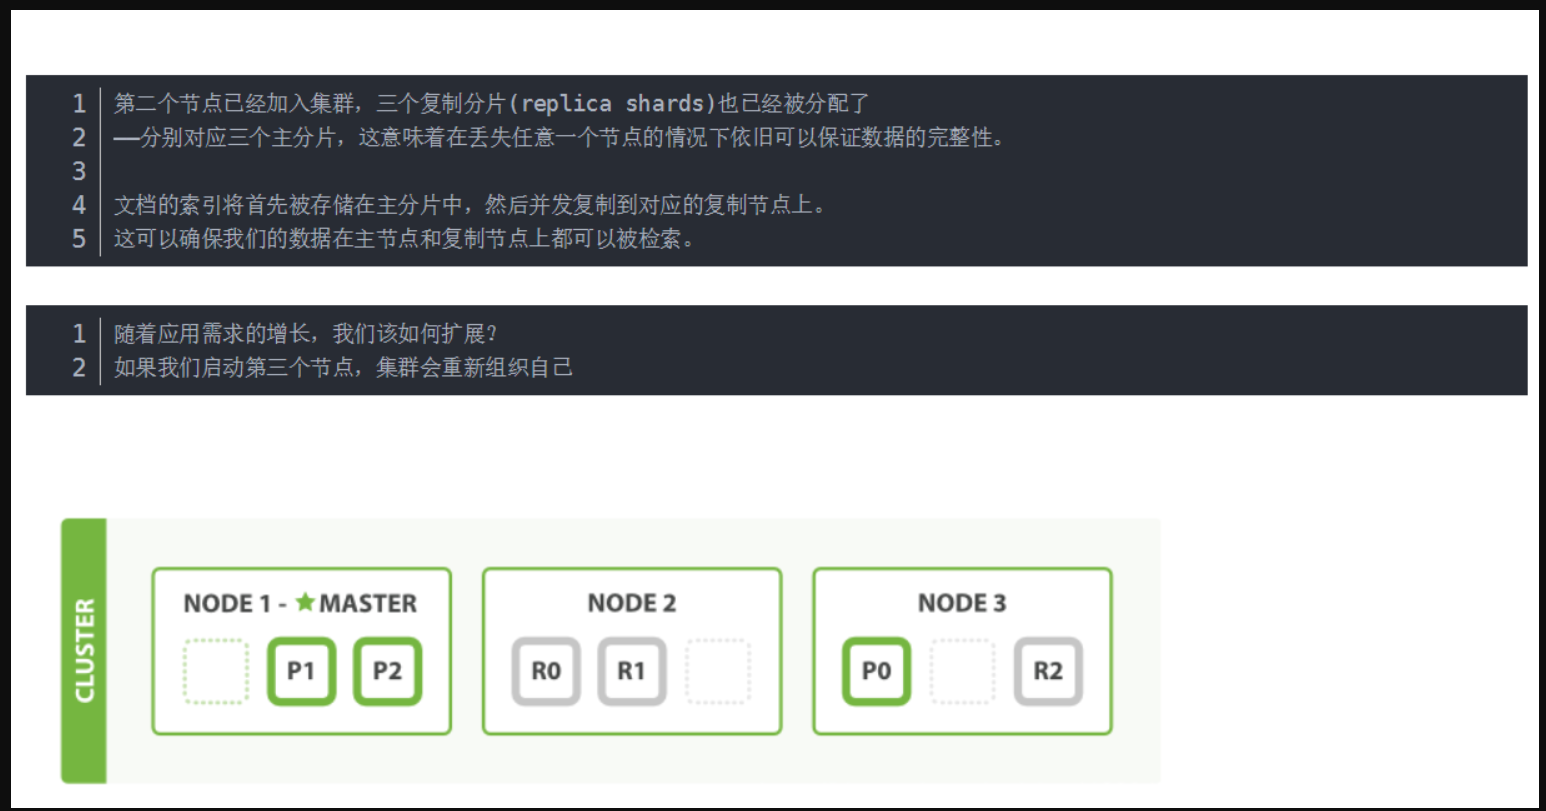 1 第二个节点已经加入集群，三个复制分片(replica shards)也已经被分配了
2 ——分别对应三个主分片，这意味着在丢失任意一个节点的情况下依旧可以保证数据的完整性。
3
4 文档的索引将首先被存储在主分片中，然后并发复制到对应的复制节点上。
5 这可以确保我们的数据在主节点和复制节点上都可以被检索。
1 随着应用需求的增长，我们该如何扩展？
2 如果我们启动第三个节点，集群会重新组织自己
CLUSTER
NODE 1 - ★MASTER
P1 P2
NODE 2
R0 R1
NODE 3
P0 R2